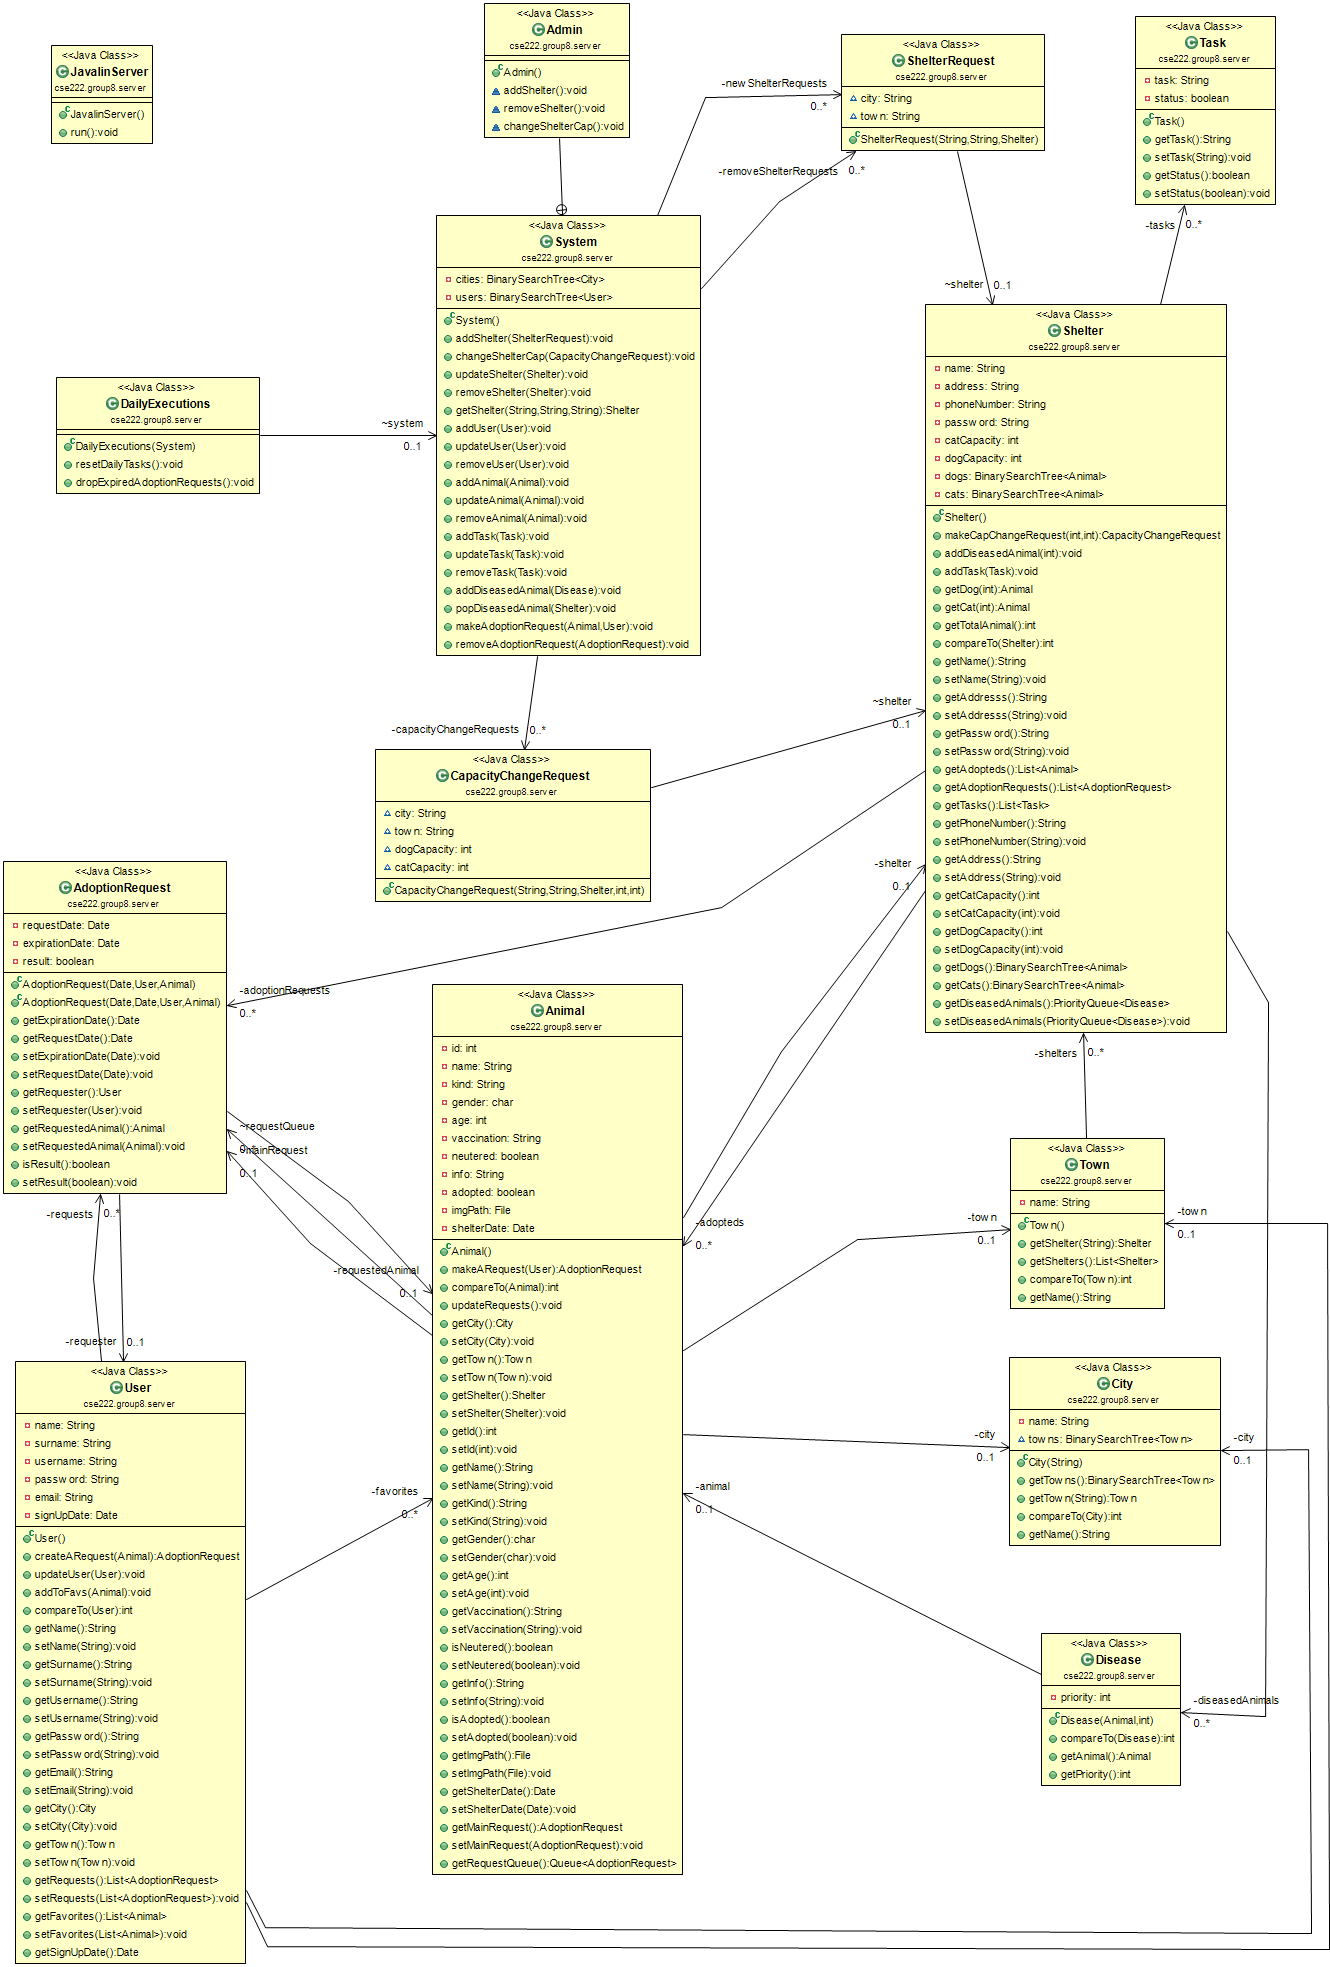 <<Java Class>>
JavalinServer
cse222.group8.server
JavalinServer()
run():void
<<Java Class>>
Admin
cse222.group8.server
Admin()
addShelter():void
removeShelter():void
changeShelterCap():void
<<Java Class>>
ShelterRequest
cse222.group8.server
city: String
town: String
ShelterRequest(String,String,Shelter)
<<Java Class>>
Task
cse222.group8.server
task: String
status: boolean
Task()
getTask():String
setTask(String):void
getStatus():boolean
setStatus(boolean):void
-newShelterRequests
0..*
-removeShelterRequests
0..*
~shelter
0..1
-tasks
0..*
<<Java Class>>
System
cse222.group8.server
cities: BinarySearchTree<City>
users: BinarySearchTree<User>
System()
addShelter(ShelterRequest):void
changeShelterCap(CapacityChangeRequest):void
updateShelter(Shelter):void
removeShelter(Shelter):void
getShelter(String,String,String):Shelter
addUser(User):void
updateUser(User):void
removeUser(User):void
addAnimal(Animal):void
updateAnimal(Animal):void
removeAnimal(Animal):void
addTask(Task):void
updateTask(Task):void
removeTask(Task):void
addDiseasedAnimal(Disease):void
popDiseasedAnimal(Shelter):void
makeAdoptionRequest(Animal,User):void
removeAdoptionRequest(AdoptionRequest):void
<<Java Class>>
DailyExecutions
cse222.group8.server
DailyExecutions(System)
resetDailyTasks():void
dropExpiredAdoptionRequests():void
~system
0..1
<<Java Class>>
Shelter
cse222.group8.server
name: String
address: String
phoneNumber: String
password: String
catCapacity: int
dogCapacity: int
dogs: BinarySearchTree<Animal>
cats: BinarySearchTree<Animal>
Shelter()
makeCapChangeRequest(int,int):CapacityChangeRequest
addDiseasedAnimal(int):void
addTask(Task):void
getDog(int):Animal
getCat(int):Animal
getTotalAnimal():int
compareTo(Shelter):int
getName():String
setName(String):void
getAddresss():String
setAddresss(String):void
getPassword():String
setPassword(String):void
getAdopteds():List<Animal>
getAdoptionRequests():List<AdoptionRequest>
getTasks():List<Task>
getPhoneNumber():String
setPhoneNumber(String):void
getAddress():String
setAddress(String):void
getCatCapacity():int
setCatCapacity(int):void
getDogCapacity():int
setDogCapacity(int):void
getDogs():BinarySearchTree<Animal>
getCats():BinarySearchTree<Animal>
getDiseasedAnimals():PriorityQueue<Disease>
setDiseasedAnimals(PriorityQueue<Disease>):void
-capacityChangeRequests
0..*
~shelter
0..1
<<Java Class>>
CapacityChangeRequest
cse222.group8.server
city: String
town: String
dogCapacity: int
catCapacity: int
CapacityChangeRequest(String,String,Shelter,int,int)
-shelter
0..1
<<Java Class>>
AdoptionRequest
cse222.group8.server
requestDate: Date
expirationDate: Date
result: boolean
AdoptionRequest(Date,User,Animal)
AdoptionRequest(Date,Date,User,Animal)
getExpirationDate():Date
getRequestDate():Date
setExpirationDate(Date):void
setRequestDate(Date):void
getRequester():User
setRequester(User):void
getRequestedAnimal():Animal
setRequestedAnimal(Animal):void
isResult():boolean
setResult(boolean):void
-adoptionRequests
0..*
~requestQueue
0..*
-mainRequest
0..1
-requestedAnimal
0..1
-requests
0..*
-requester
0..1
<<Java Class>>
Animal
cse222.group8.server
id: int
name: String
kind: String
gender: char
age: int
vaccination: String
neutered: boolean
info: String
adopted: boolean
imgPath: File
shelterDate: Date
Animal()
makeARequest(User):AdoptionRequest
compareTo(Animal):int
updateRequests():void
getCity():City
setCity(City):void
getTown():Town
setTown(Town):void
getShelter():Shelter
setShelter(Shelter):void
getId():int
setId(int):void
getName():String
setName(String):void
getKind():String
setKind(String):void
getGender():char
setGender(char):void
getAge():int
setAge(int):void
getVaccination():String
setVaccination(String):void
isNeutered():boolean
setNeutered(boolean):void
getInfo():String
setInfo(String):void
isAdopted():boolean
setAdopted(boolean):void
getImgPath():File
setImgPath(File):void
getShelterDate():Date
setShelterDate(Date):void
getMainRequest():AdoptionRequest
setMainRequest(AdoptionRequest):void
getRequestQueue():Queue<AdoptionRequest>
-adopteds
0..*
-shelters
0..*
<<Java Class>>
Town
cse222.group8.server
name: String
Town()
getShelter(String):Shelter
getShelters():List<Shelter>
compareTo(Town):int
getName():String
-town
0..1
-town
0..1
<<Java Class>>
City
cse222.group8.server
name: String
towns: BinarySearchTree<Town>
City(String)
getTowns():BinarySearchTree<Town>
getTown(String):Town
compareTo(City):int
getName():String
-city
0..1
-city
0..1
<<Java Class>>
User
cse222.group8.server
name: String
surname: String
username: String
password: String
email: String
signUpDate: Date
User()
createARequest(Animal):AdoptionRequest
updateUser(User):void
addToFavs(Animal):void
compareTo(User):int
getName():String
setName(String):void
getSurname():String
setSurname(String):void
getUsername():String
setUsername(String):void
getPassword():String
setPassword(String):void
getEmail():String
setEmail(String):void
getCity():City
setCity(City):void
getTown():Town
setTown(Town):void
getRequests():List<AdoptionRequest>
setRequests(List<AdoptionRequest>):void
getFavorites():List<Animal>
setFavorites(List<Animal>):void
getSignUpDate():Date
-favorites
0..*
-animal
0..1
<<Java Class>>
Disease
cse222.group8.server
priority: int
Disease(Animal,int)
compareTo(Disease):int
getAnimal():Animal
getPriority():int
-diseasedAnimals
0..*